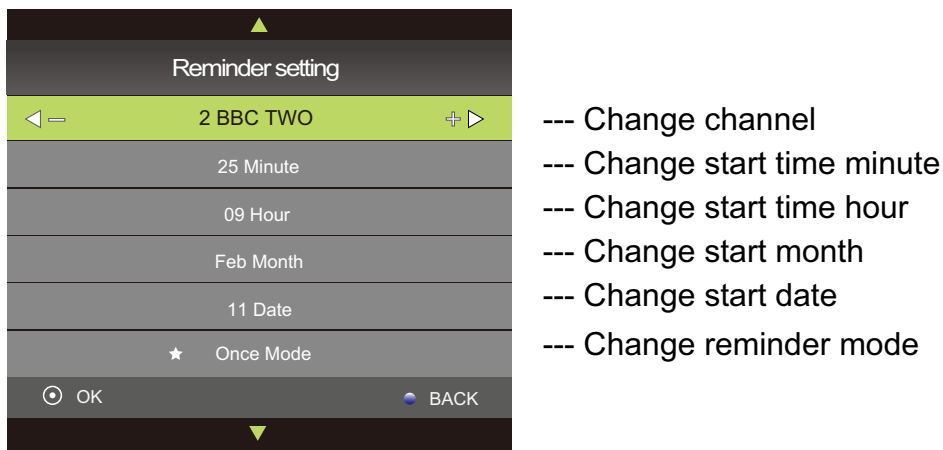 Reminder setting
2 BBC TWO --- Change channel
25 Minute --- Change start time minute
09 Hour --- Change start time hour
Feb Month --- Change start month
11 Date --- Change start date
Once Mode --- Change reminder mode
OK BACK